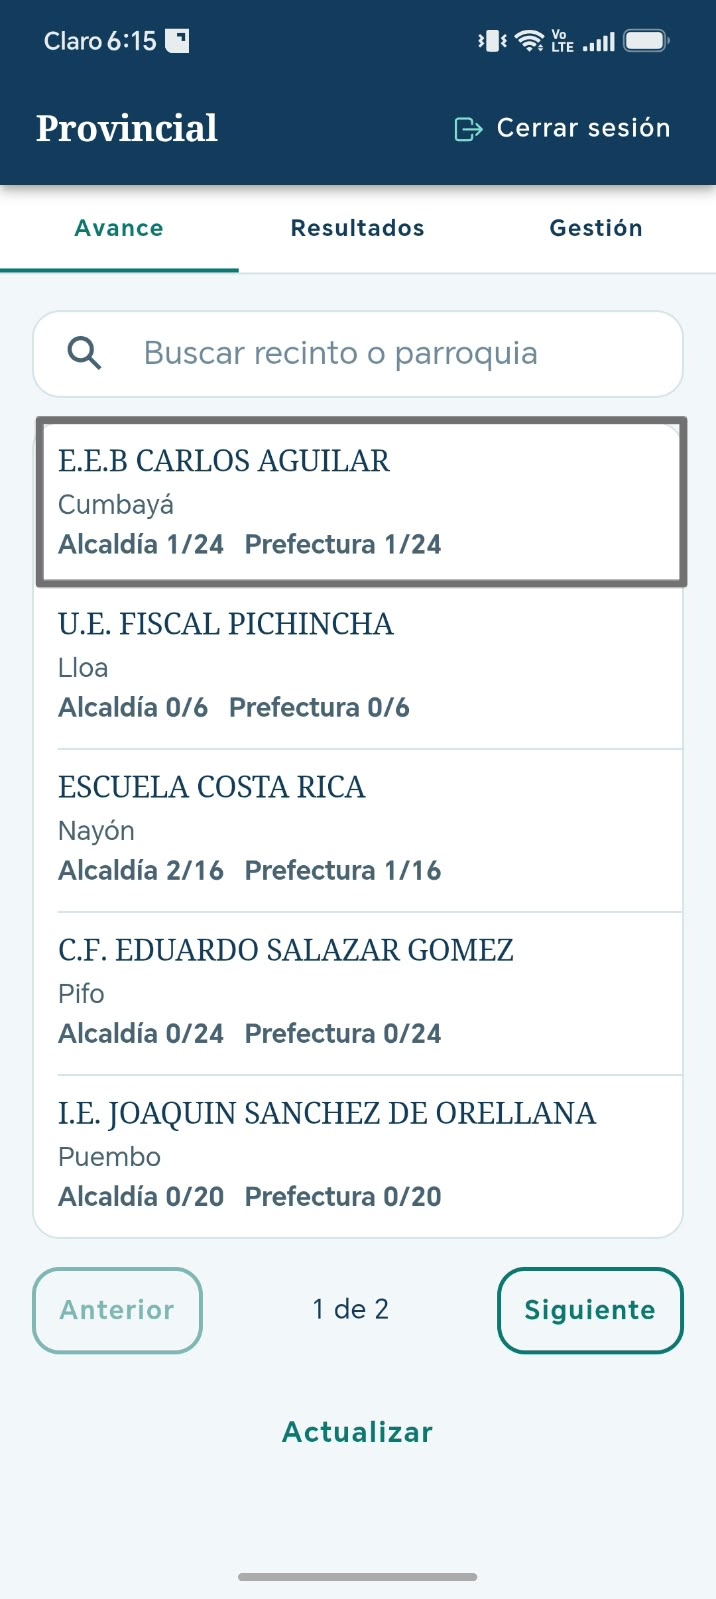 Claro 6:15
Vo
LTE
Provincial
Cerrar sesión
Avance
Resultados
Gestión
Buscar recinto o parroquia
E.E.B CARLOS AGUILAR
Cumbayá
Alcaldía 1/24 Prefectura 1/24
U.E. FISCAL PICHINCHA
Lloa
Alcaldía 0/6 Prefectura 0/6
ESCUELA COSTA RICA
Nayón
Alcaldía 2/16 Prefectura 1/16
C.F. EDUARDO SALAZAR GOMEZ
Pifo
Alcaldía 0/24 Prefectura 0/24
I.E. JOAQUIN SANCHEZ DE ORELLANA
Puembo
Alcaldía 0/20 Prefectura 0/20
Anterior
1 de 2
Siguiente
Actualizar